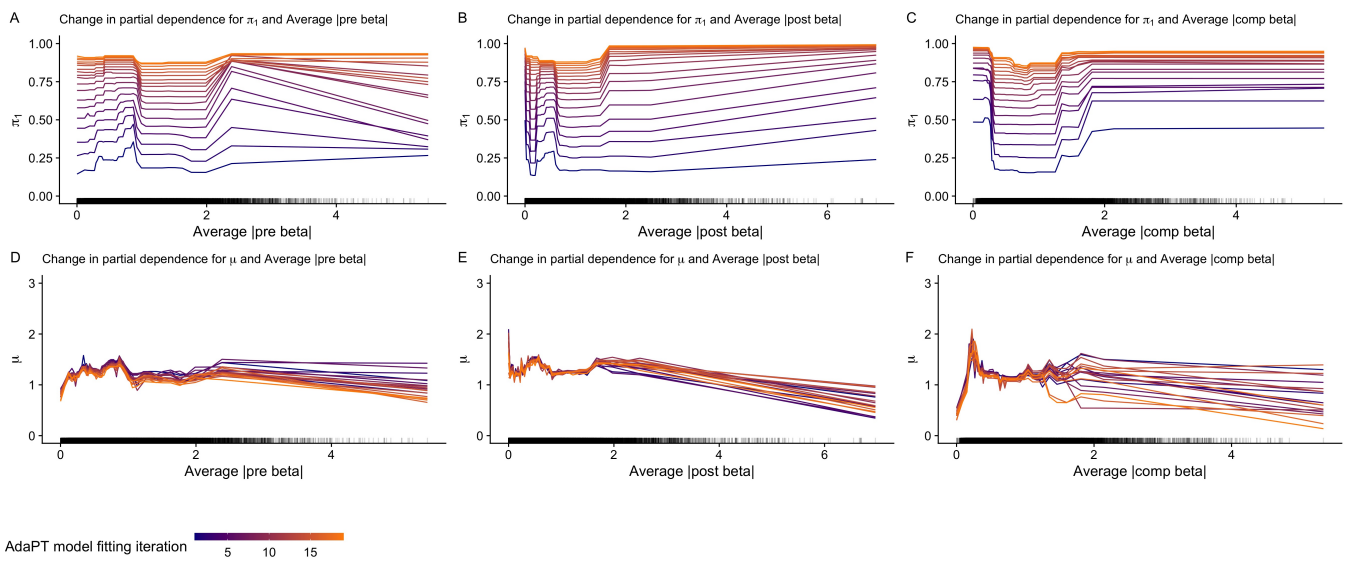 A Change in partial dependence for π₁ and Average |pre beta|
1.00
0.75
0.50
0.25
0.00
π₁
0 2 4
Average |pre beta|
B Change in partial dependence for π₁ and Average |post beta|
1.00
0.75
0.50
0.25
0.00
π₁
0 2 4 6
Average |post beta|
C Change in partial dependence for π₁ and Average |comp beta|
1.00
0.75
0.50
0.25
0.00
π₁
0 2 4
Average |comp beta|
D Change in partial dependence for μ and Average |pre beta|
3
2
1
0
μ
0 2 4
Average |pre beta|
E Change in partial dependence for μ and Average |post beta|
3
2
1
0
μ
0 2 4 6
Average |post beta|
F Change in partial dependence for μ and Average |comp beta|
3
2
1
0
μ
0 2 4
Average |comp beta|
AdaPT model fitting iteration
5 10 15